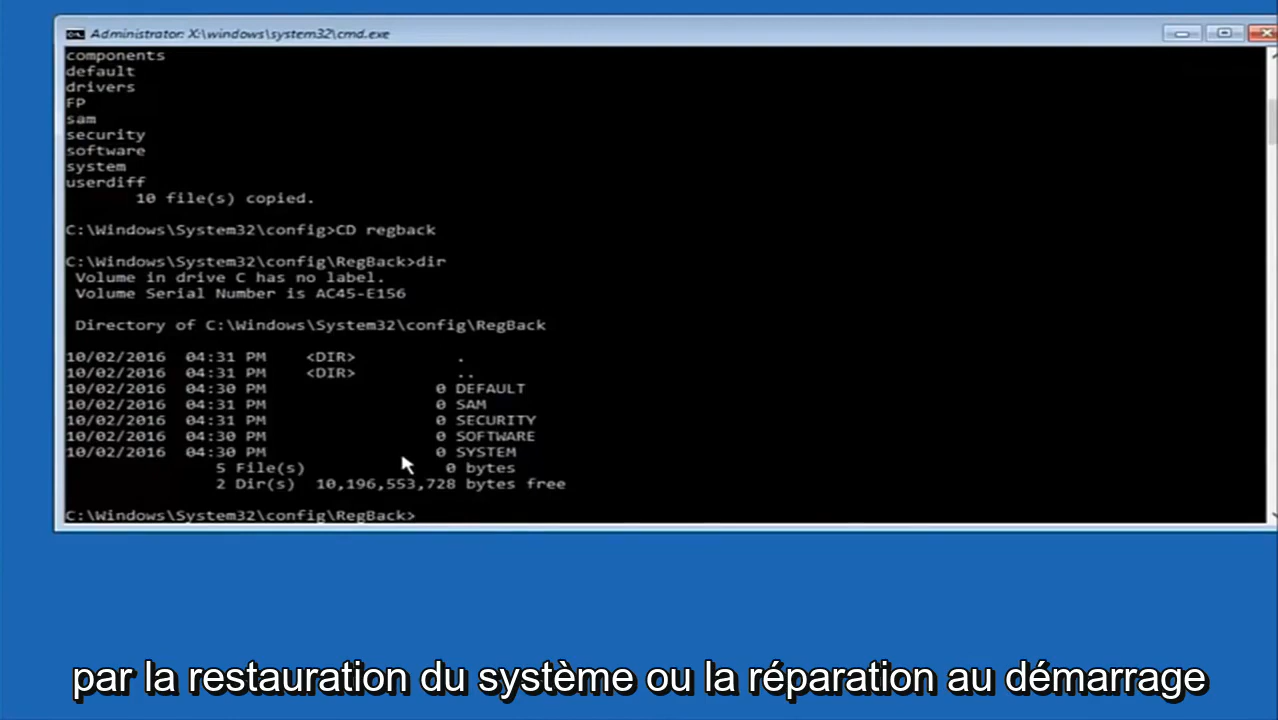 Administrator: X:\windows\system32\cmd.exe
components
default
drivers
FP
sam
security
software
system
userdiff
10 file(s) copied.
C:\Windows\System32\config>CD regback
C:\Windows\System32\config\RegBack>dir
Volume in drive C has no label.
Volume Serial Number is AC45-E156
Directory of C:\Windows\System32\config\RegBack
10/02/2016 04:31 PM <DIR> .
10/02/2016 04:31 PM <DIR> ..
10/02/2016 04:30 PM 0 DEFAULT
10/02/2016 04:31 PM 0 SAM
10/02/2016 04:31 PM 0 SECURITY
10/02/2016 04:30 PM 0 SOFTWARE
10/02/2016 04:30 PM 0 SYSTEM
5 File(s) 0 bytes
2 Dir(s) 10,196,553,728 bytes free
C:\Windows\System32\config\RegBack>
par la restauration du système ou la réparation au démarrage